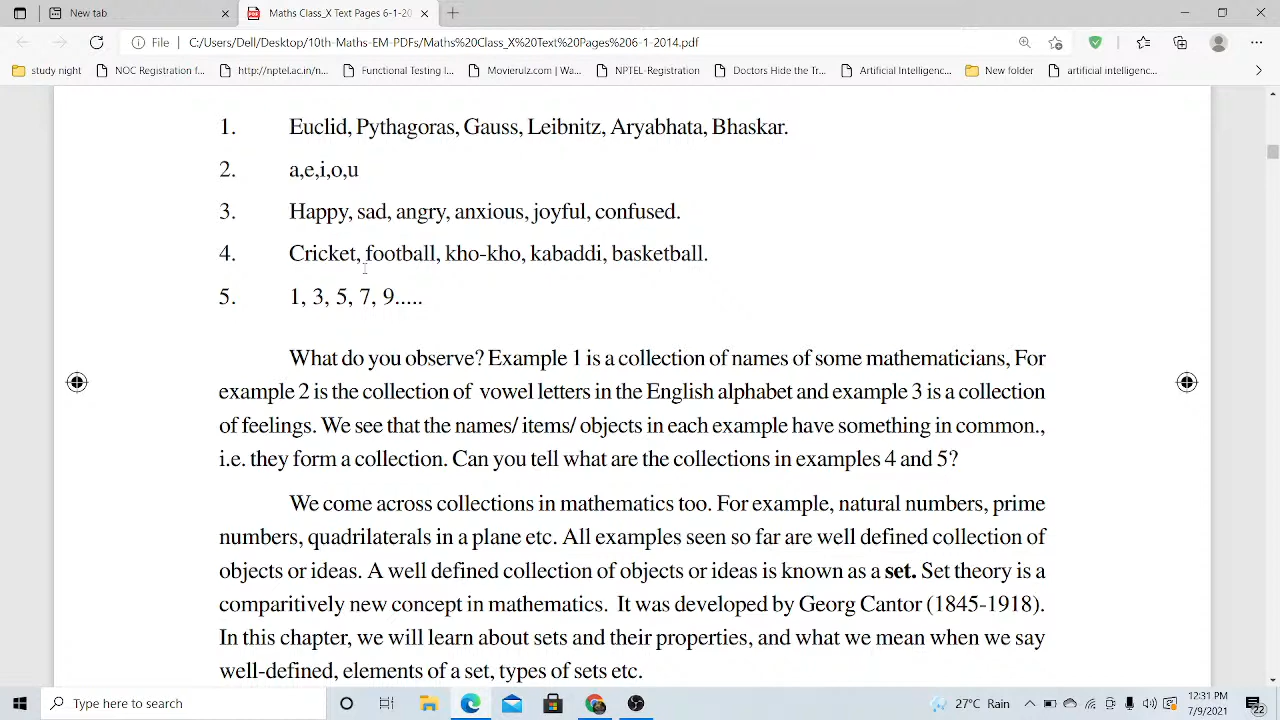 New tab
Maths Class_X Text Pages 6-1-20
File
C:/Users/Dell/Desktop/10th-Maths-EM-PDFs/Maths%20Class_X%20Text%20Pages%206-1-2014.pdf
study night
NOC Registration f...
http://nptel.ac.in/n...
Functional Testing I...
Movierulz.com | Wa...
NPTEL-Registration
Doctors Hide the Tr...
Artificial Intelligenc...
New folder
artificial intelligenc...
1. Euclid, Pythagoras, Gauss, Leibnitz, Aryabhata, Bhaskar.
2. a,e,i,o,u
3. Happy, sad, angry, anxious, joyful, confused.
4. Cricket, football, kho-kho, kabaddi, basketball.
5. 1, 3, 5, 7, 9.....
What do you observe? Example 1 is a collection of names of some mathematicians, For
example 2 is the collection of vowel letters in the English alphabet and example 3 is a collection
of feelings. We see that the names/ items/ objects in each example have something in common.,
i.e. they form a collection. Can you tell what are the collections in examples 4 and 5?
We come across collections in mathematics too. For example, natural numbers, prime
numbers, quadrilaterals in a plane etc. All examples seen so far are well defined collection of
objects or ideas. A well defined collection of objects or ideas is known as a set. Set theory is a
comparitively new concept in mathematics. It was developed by Georg Cantor (1845-1918).
In this chapter, we will learn about sets and their properties, and what we mean when we say
well-defined, elements of a set, types of sets etc.
Type here to search
27°C Rain
12:31 PM
7/9/2021
22